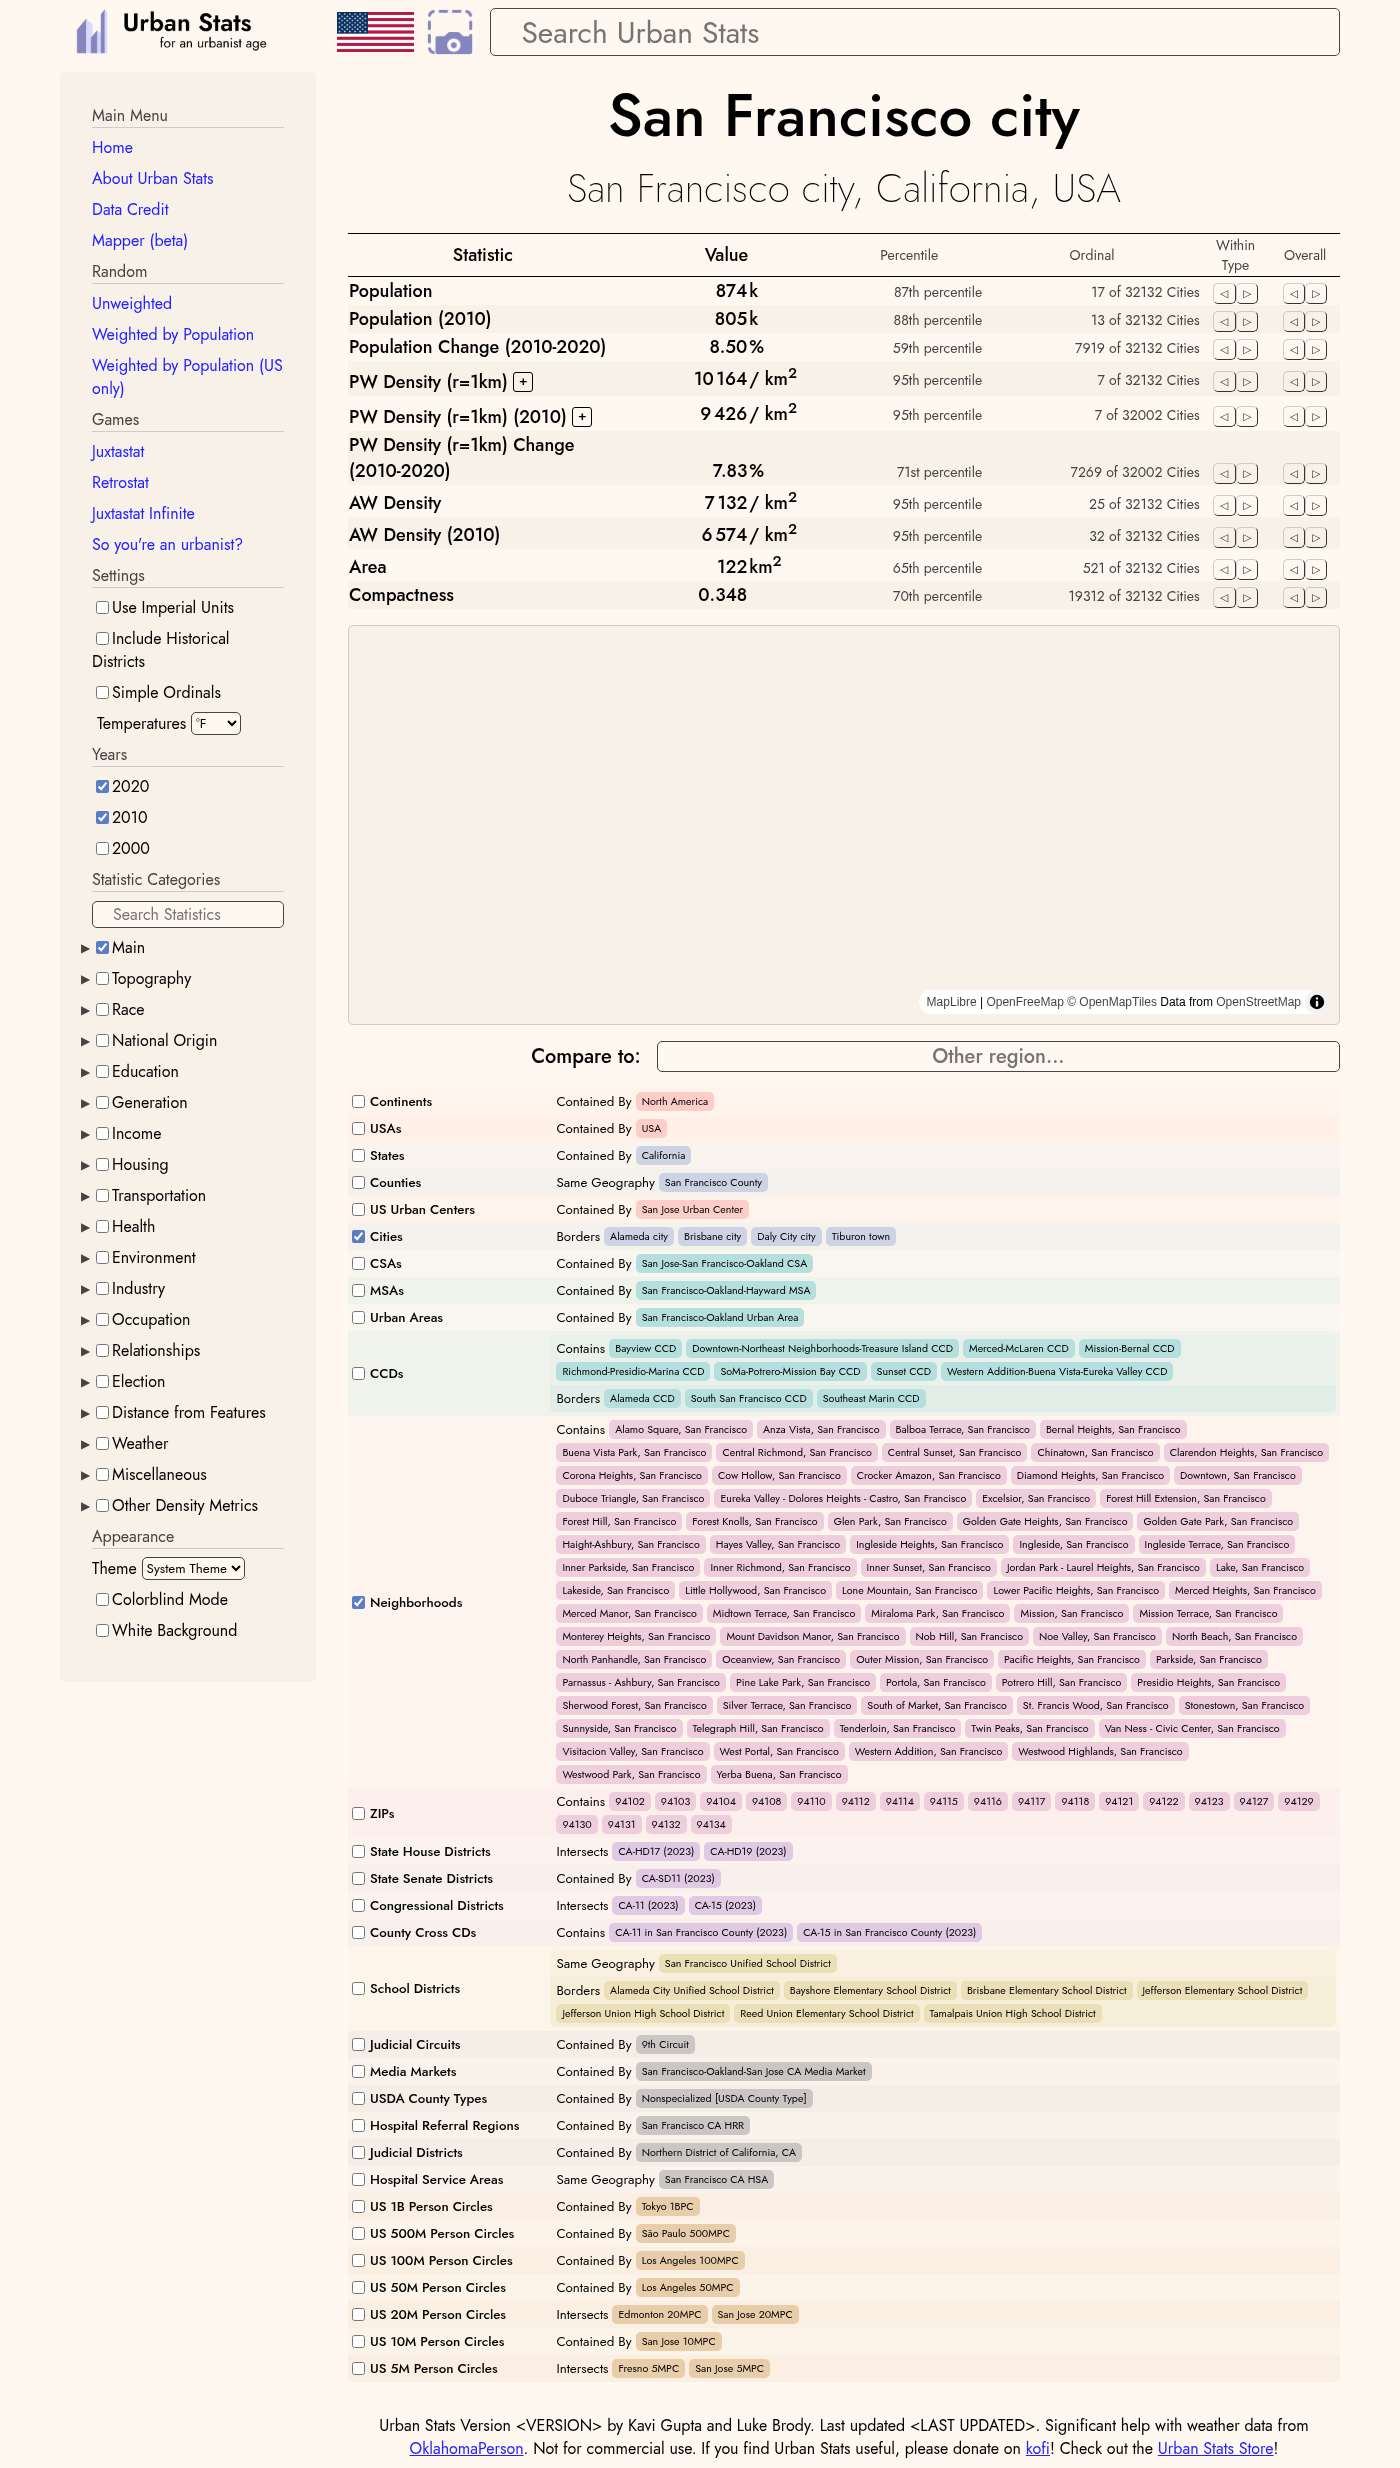 Urban Stats
for an urbanist age
Search Urban Stats
Main Menu
Home
About Urban Stats
Data Credit
Mapper (beta)
Random
Unweighted
Weighted by Population
Weighted by Population (US
only)
Games
Juxtastat
Retrostat
Juxtastat Infinite
So you're an urbanist?
Settings
Use Imperial Units
Include Historical
Districts
Simple Ordinals
Temperatures °F
Years
2020
2010
2000
Statistic Categories
Search Statistics
Main
Topography
Race
National Origin
Education
Generation
Income
Housing
Transportation
Health
Environment
Industry
Occupation
Relationships
Election
Distance from Features
Weather
Miscellaneous
Other Density Metrics
Appearance
Theme System Theme
Colorblind Mode
White Background
San Francisco city
San Francisco city, California, USA
Statistic Value Percentile Ordinal Within Type Overall
Population 874k 87th percentile 17 of 32132 Cities
Population (2010) 805k 88th percentile 13 of 32132 Cities
Population Change (2010-2020) 8.50% 59th percentile 7919 of 32132 Cities
PW Density (r=1km) + 10 164 / km² 95th percentile 7 of 32132 Cities
PW Density (r=1km) (2010) + 9 426 / km² 95th percentile 7 of 32002 Cities
PW Density (r=1km) Change
(2010-2020) 7.83% 71st percentile 7269 of 32002 Cities
AW Density 7 132 / km² 95th percentile 25 of 32132 Cities
AW Density (2010) 6 574 / km² 95th percentile 32 of 32132 Cities
Area 122 km² 65th percentile 521 of 32132 Cities
Compactness 0.348 70th percentile 19312 of 32132 Cities
MapLibre | OpenFreeMap © OpenMapTiles Data from OpenStreetMap
Compare to: Other region...
Continents Contained By North America
USAs Contained By USA
States Contained By California
Counties Same Geography San Francisco County
US Urban Centers Contained By San Jose Urban Center
Cities Borders Alameda city Brisbane city Daly City city Tiburon town
CSAs Contained By San Jose-San Francisco-Oakland CSA
MSAs Contained By San Francisco-Oakland-Hayward MSA
Urban Areas Contained By San Francisco-Oakland Urban Area
CCDs
Contains Bayview CCD Downtown-Northeast Neighborhoods-Treasure Island CCD Merced-McLaren CCD Mission-Bernal CCD
Richmond-Presidio-Marina CCD SoMa-Potrero-Mission Bay CCD Sunset CCD Western Addition-Buena Vista-Eureka Valley CCD
Borders Alameda CCD South San Francisco CCD Southeast Marin CCD
Neighborhoods
Contains Alamo Square, San Francisco Anza Vista, San Francisco Balboa Terrace, San Francisco Bernal Heights, San Francisco
Buena Vista Park, San Francisco Central Richmond, San Francisco Central Sunset, San Francisco Chinatown, San Francisco Clarendon Heights, San Francisco
Corona Heights, San Francisco Cow Hollow, San Francisco Crocker Amazon, San Francisco Diamond Heights, San Francisco Downtown, San Francisco
Duboce Triangle, San Francisco Eureka Valley - Dolores Heights - Castro, San Francisco Excelsior, San Francisco Forest Hill Extension, San Francisco
Forest Hill, San Francisco Forest Knolls, San Francisco Glen Park, San Francisco Golden Gate Heights, San Francisco Golden Gate Park, San Francisco
Haight-Ashbury, San Francisco Hayes Valley, San Francisco Ingleside Heights, San Francisco Ingleside, San Francisco Ingleside Terrace, San Francisco
Inner Parkside, San Francisco Inner Richmond, San Francisco Inner Sunset, San Francisco Jordan Park - Laurel Heights, San Francisco Lake, San Francisco
Lakeside, San Francisco Little Hollywood, San Francisco Lone Mountain, San Francisco Lower Pacific Heights, San Francisco Merced Heights, San Francisco
Merced Manor, San Francisco Midtown Terrace, San Francisco Miraloma Park, San Francisco Mission, San Francisco Mission Terrace, San Francisco
Monterey Heights, San Francisco Mount Davidson Manor, San Francisco Nob Hill, San Francisco Noe Valley, San Francisco North Beach, San Francisco
North Panhandle, San Francisco Oceanview, San Francisco Outer Mission, San Francisco Pacific Heights, San Francisco Parkside, San Francisco
Parnassus - Ashbury, San Francisco Pine Lake Park, San Francisco Portola, San Francisco Potrero Hill, San Francisco Presidio Heights, San Francisco
Sherwood Forest, San Francisco Silver Terrace, San Francisco South of Market, San Francisco St. Francis Wood, San Francisco Stonestown, San Francisco
Sunnyside, San Francisco Telegraph Hill, San Francisco Tenderloin, San Francisco Twin Peaks, San Francisco Van Ness - Civic Center, San Francisco
Visitacion Valley, San Francisco West Portal, San Francisco Western Addition, San Francisco Westwood Highlands, San Francisco
Westwood Park, San Francisco Yerba Buena, San Francisco
ZIPs
Contains 94102 94103 94104 94108 94110 94112 94114 94115 94116 94117 94118 94121 94122 94123 94127 94129
94130 94131 94132 94134
State House Districts Intersects CA-HD17 (2023) CA-HD19 (2023)
State Senate Districts Contained By CA-SD11 (2023)
Congressional Districts Intersects CA-11 (2023) CA-15 (2023)
County Cross CDs Contains CA-11 in San Francisco County (2023) CA-15 in San Francisco County (2023)
School Districts
Same Geography San Francisco Unified School District
Borders Alameda City Unified School District Bayshore Elementary School District Brisbane Elementary School District Jefferson Elementary School District
Jefferson Union High School District Reed Union Elementary School District Tamalpais Union High School District
Judicial Circuits Contained By 9th Circuit
Media Markets Contained By San Francisco-Oakland-San Jose CA Media Market
USDA County Types Contained By Nonspecialized [USDA County Type]
Hospital Referral Regions Contained By San Francisco CA HRR
Judicial Districts Contained By Northern District of California, CA
Hospital Service Areas Same Geography San Francisco CA HSA
US 1B Person Circles Contained By Tokyo 1BPC
US 500M Person Circles Contained By São Paulo 500MPC
US 100M Person Circles Contained By Los Angeles 100MPC
US 50M Person Circles Contained By Los Angeles 50MPC
US 20M Person Circles Intersects Edmonton 20MPC San Jose 20MPC
US 10M Person Circles Contained By San Jose 10MPC
US 5M Person Circles Intersects Fresno 5MPC San Jose 5MPC
Urban Stats Version <VERSION> by Kavi Gupta and Luke Brody. Last updated <LAST UPDATED>. Significant help with weather data from
OklahomaPerson. Not for commercial use. If you find Urban Stats useful, please donate on kofi! Check out the Urban Stats Store!